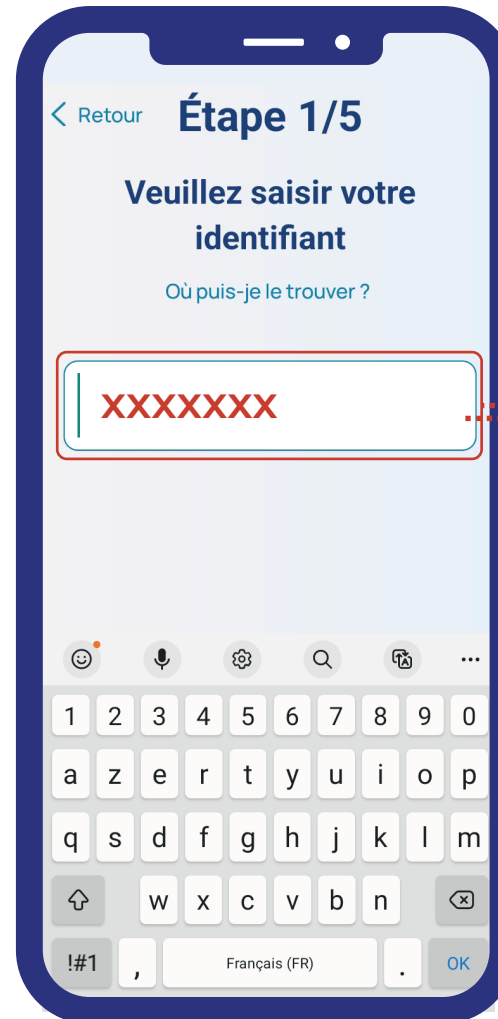 Retour
Étape 1/5
Veuillez saisir votre
identifiant
Où puis-je le trouver ?
XXXXXXX
1 2 3 4 5 6 7 8 9 0
a z e r t y u i o p
q s d f g h j k l m
w x c v b n
!#1 , Français (FR) . OK